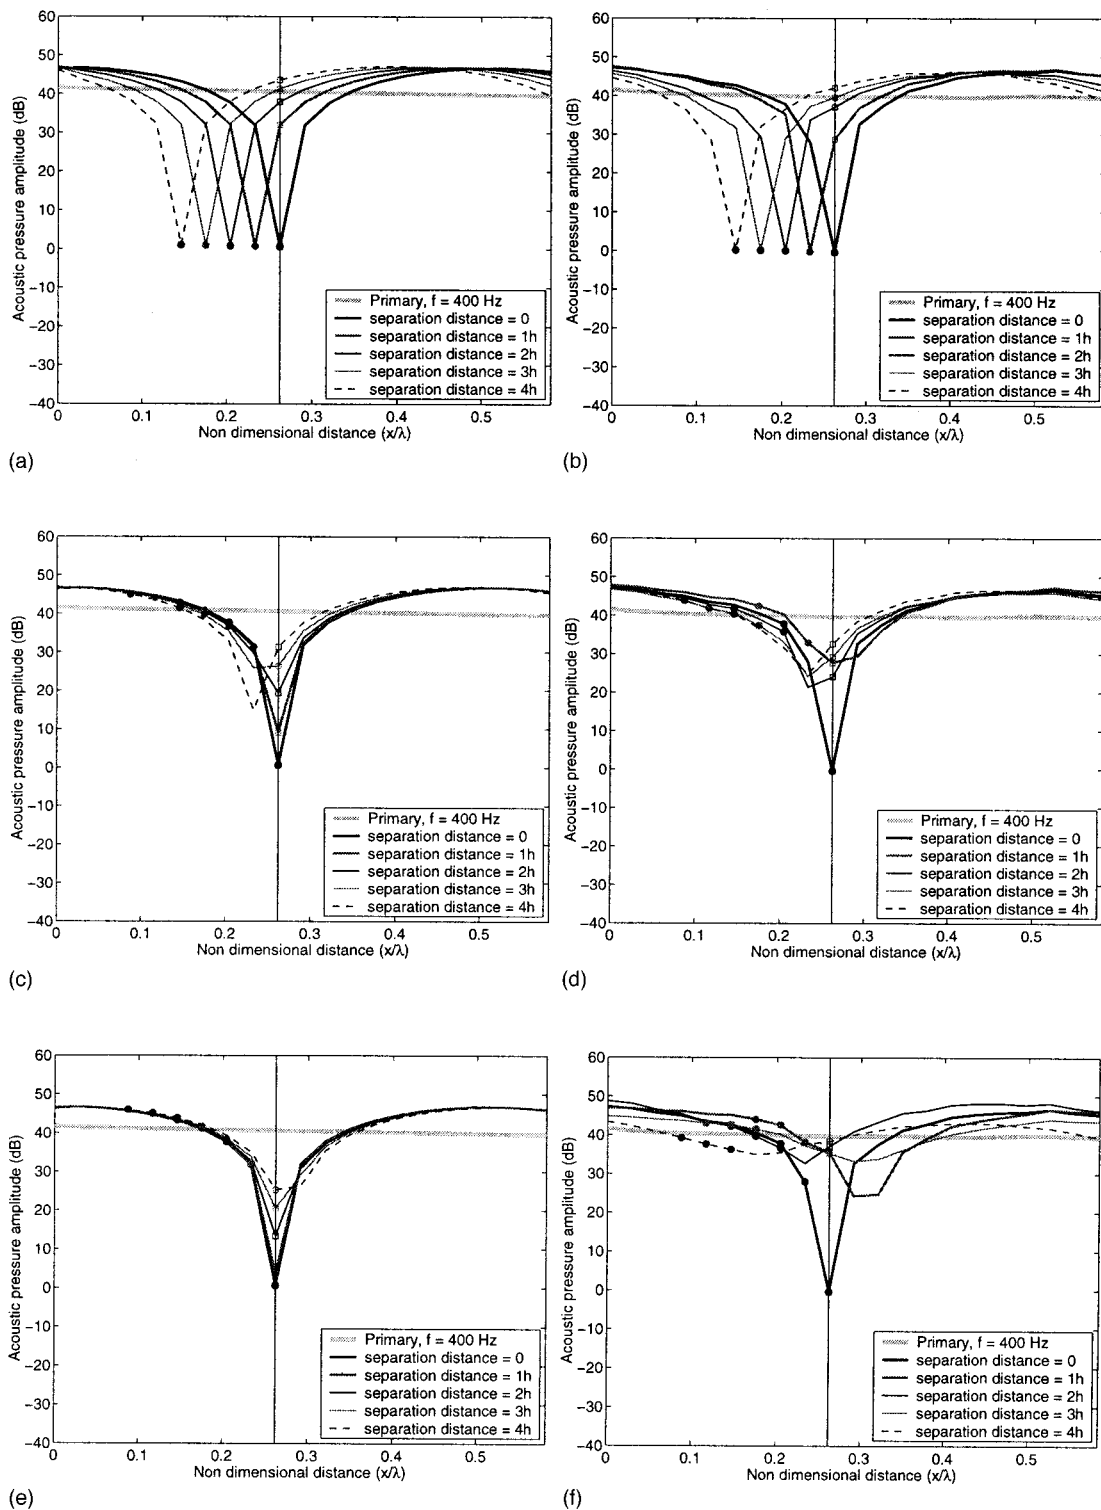 60
50
40
30
20
10
0
−10
−20
−30
−40
Acoustic pressure amplitude (dB)
Primary, f = 400 Hz
separation distance = 0
separation distance = 1h
separation distance = 2h
separation distance = 3h
separation distance = 4h
0 0.1 0.2 0.3 0.4 0.5
Non dimensional distance (x/λ)
(a)
60
50
40
30
20
10
0
−10
−20
−30
−40
Acoustic pressure amplitude (dB)
Primary, f = 400 Hz
separation distance = 0
separation distance = 1h
separation distance = 2h
separation distance = 3h
separation distance = 4h
0 0.1 0.2 0.3 0.4 0.5
Non dimensional distance (x/λ)
(b)
60
50
40
30
20
10
0
−10
−20
−30
−40
Acoustic pressure amplitude (dB)
Primary, f = 400 Hz
separation distance = 0
separation distance = 1h
separation distance = 2h
separation distance = 3h
separation distance = 4h
0 0.1 0.2 0.3 0.4 0.5
Non dimensional distance (x/λ)
(c)
60
50
40
30
20
10
0
−10
−20
−30
−40
Acoustic pressure amplitude (dB)
Primary, f = 400 Hz
separation distance = 0
separation distance = 1h
separation distance = 2h
separation distance = 3h
separation distance = 4h
0 0.1 0.2 0.3 0.4 0.5
Non dimensional distance (x/λ)
(d)
60
50
40
30
20
10
0
−10
−20
−30
−40
Acoustic pressure amplitude (dB)
Primary, f = 400 Hz
separation distance = 0
separation distance = 1h
separation distance = 2h
separation distance = 3h
separation distance = 4h
0 0.1 0.2 0.3 0.4 0.5
Non dimensional distance (x/λ)
(e)
60
50
40
30
20
10
0
−10
−20
−30
−40
Acoustic pressure amplitude (dB)
Primary, f = 400 Hz
separation distance = 0
separation distance = 1h
separation distance = 2h
separation distance = 3h
separation distance = 4h
0 0.1 0.2 0.3 0.4 0.5
Non dimensional distance (x/λ)
(f)